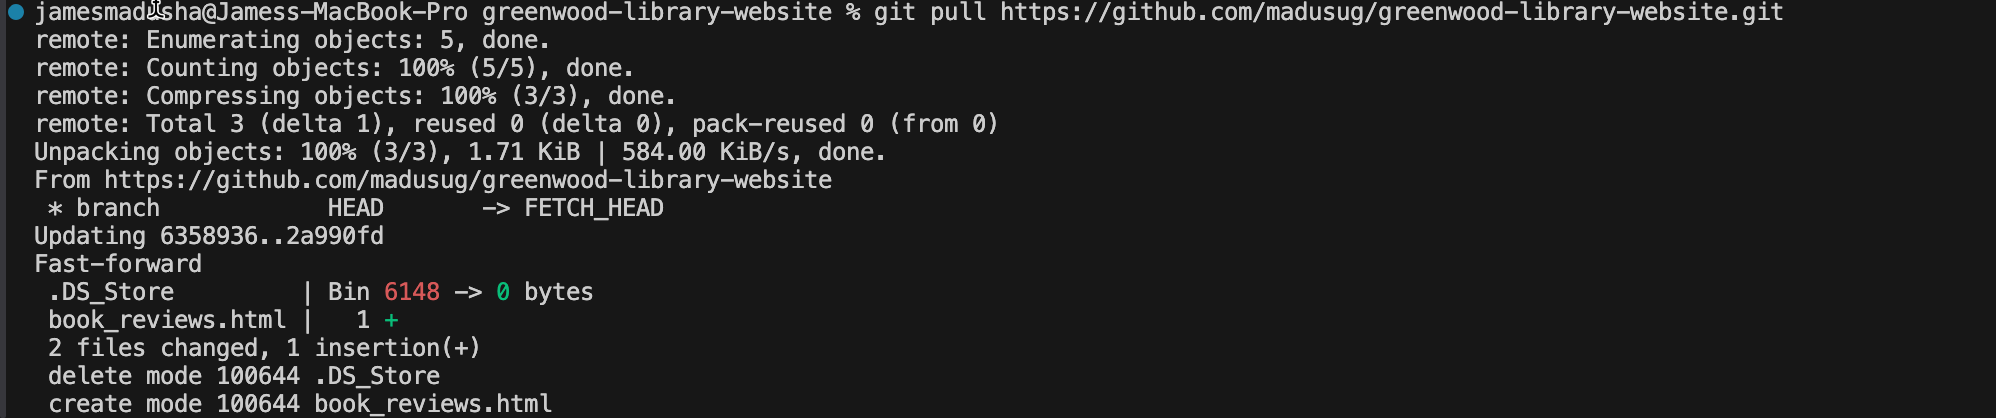 jamesmadusha@Jamess-MacBook-Pro greenwood-library-website % git pull https://github.com/madusug/greenwood-library-website.git
remote: Enumerating objects: 5, done.
remote: Counting objects: 100% (5/5), done.
remote: Compressing objects: 100% (3/3), done.
remote: Total 3 (delta 1), reused 0 (delta 0), pack-reused 0 (from 0)
Unpacking objects: 100% (3/3), 1.71 KiB | 584.00 KiB/s, done.
From https://github.com/madusug/greenwood-library-website
 * branch            HEAD       -> FETCH_HEAD
Updating 6358936..2a990fd
Fast-forward
 .DS_Store         | Bin 6148 -> 0 bytes
 book_reviews.html |   1 +
 2 files changed, 1 insertion(+)
 delete mode 100644 .DS_Store
 create mode 100644 book_reviews.html